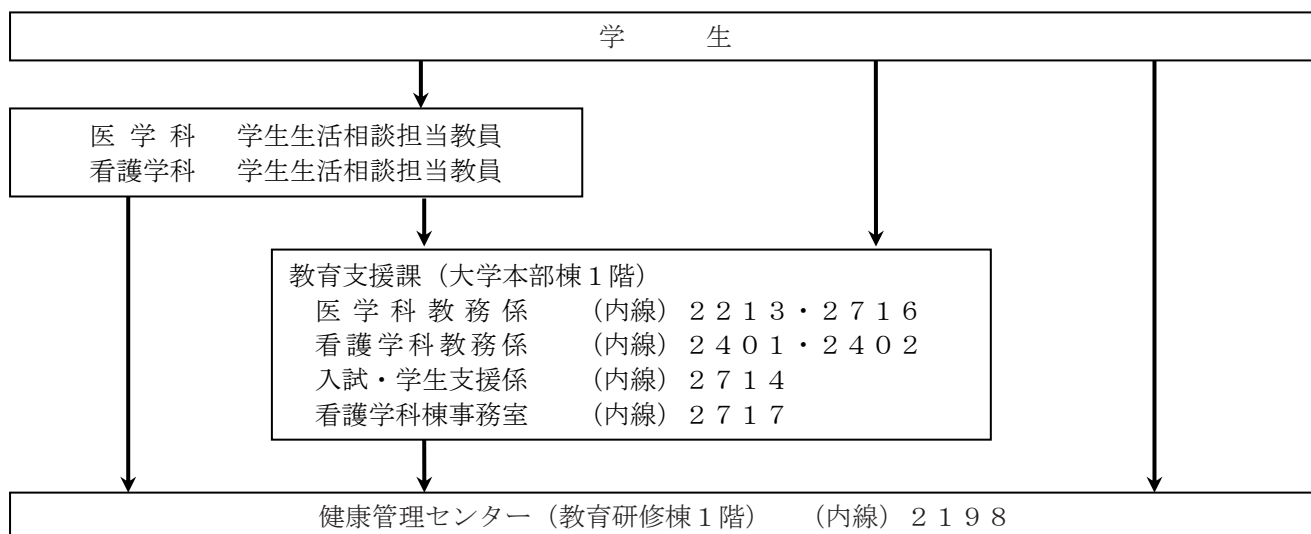 学　　生
医 学 科　学生生活相談担当教員
看護学科　学生生活相談担当教員
教育支援課（大学本部棟１階）
医 学 科 教 務 係　（内線）２２１３・２７１６
看護学科教務係　（内線）２４０１・２４０２
入試・学生支援係　（内線）２７１４
看護学科棟事務室　（内線）２７１７
健康管理センター（教育研修棟１階）　（内線）２１９８